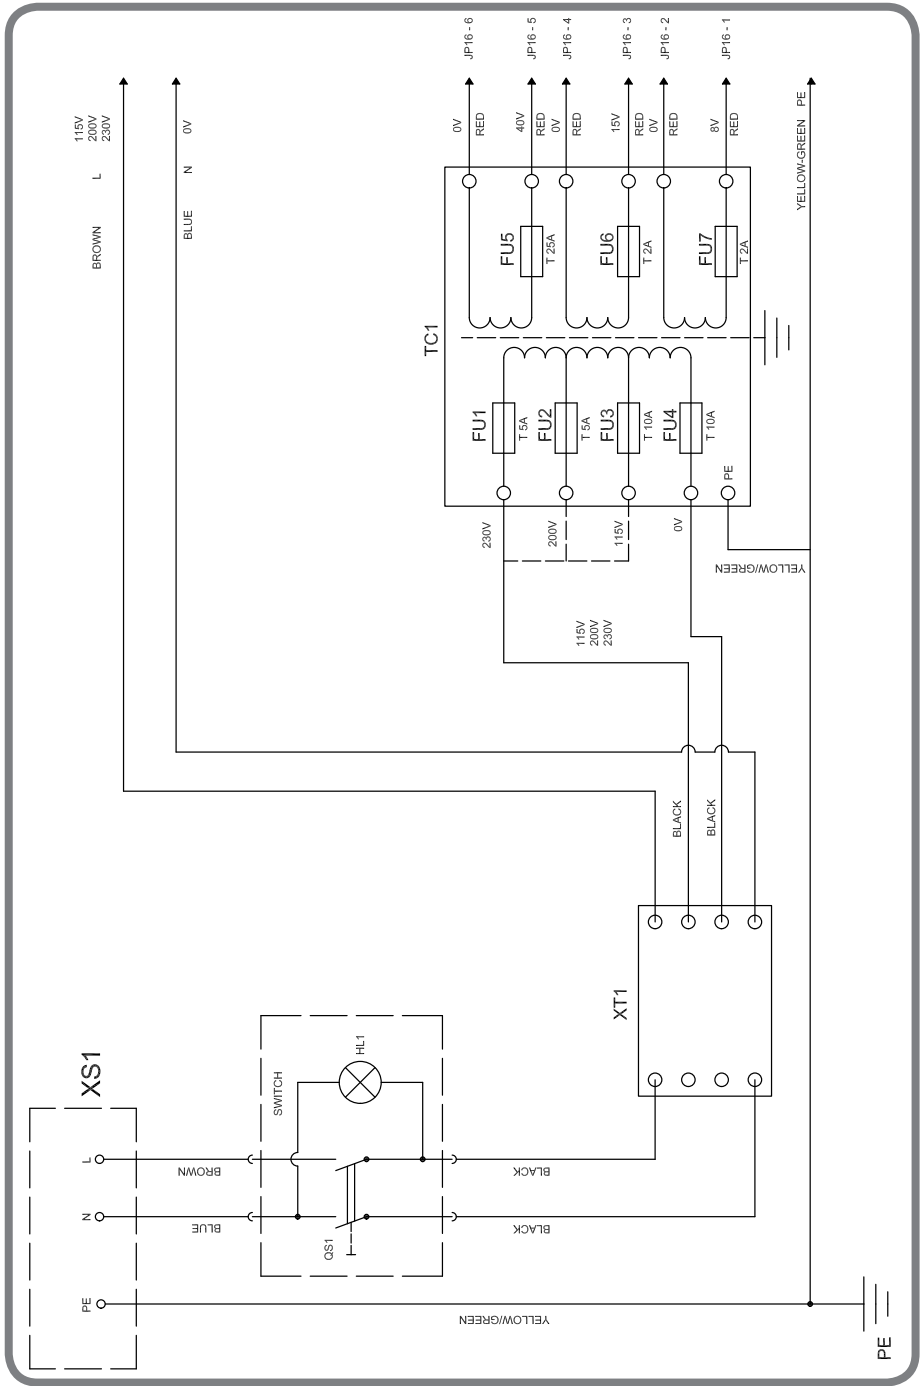 115V
200V
230V
L
BROWN
0V
N
BLUE
JP16 - 6
JP16 - 5
JP16 - 4
JP16 - 3
JP16 - 2
JP16 - 1
0V
RED
40V
RED
0V
RED
15V
RED
0V
RED
8V
RED
YELLOW-GREEN PE
TC1
FU5
T 25A
FU6
T 2A
FU7
T 2A
FU1
T 5A
FU2
T 5A
FU3
T 10A
FU4
T 10A
PE
230V
200V
115V
0V
YELLOW/GREEN
115V
200V
230V
BLACK
BLACK
XT1
XS1
SWITCH
HL1
QS1
L
BROWN
BLACK
N
BLUE
BLACK
PE
YELLOW/GREEN
PE